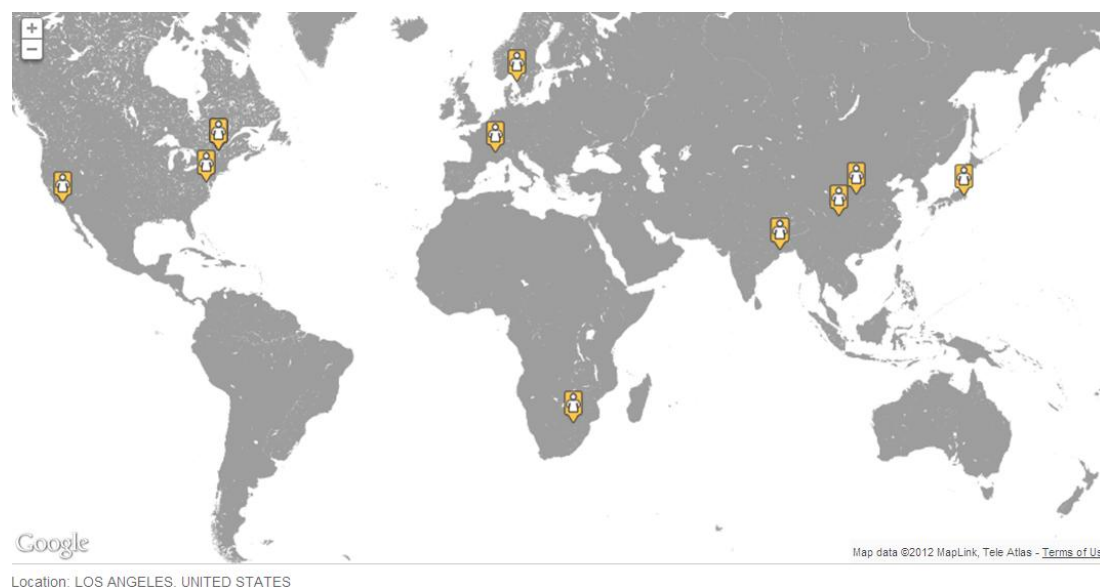 +
−
Google
Map data ©2012 MapLink, Tele Atlas - Terms of Us
Location: LOS ANGELES, UNITED STATES